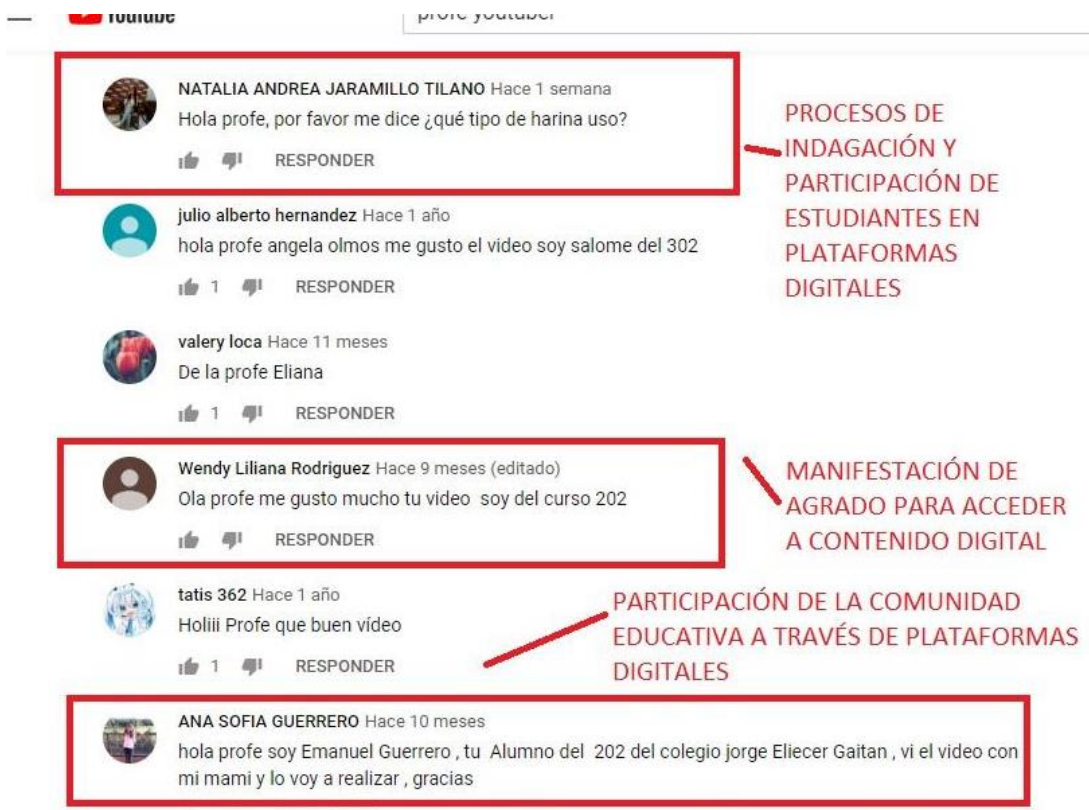 YouTube
profe youtuber
NATALIA ANDREA JARAMILLO TILANO Hace 1 semana
Hola profe, por favor me dice ¿qué tipo de harina uso?
RESPONDER
PROCESOS DE
INDAGACIÓN Y
PARTICIPACIÓN DE
ESTUDIANTES EN
PLATAFORMAS
DIGITALES
julio alberto hernandez Hace 1 año
hola profe angela olmos me gusto el video soy salome del 302
1 RESPONDER
valery loca Hace 11 meses
De la profe Eliana
1 RESPONDER
Wendy Liliana Rodriguez Hace 9 meses (editado)
Ola profe me gusto mucho tu video soy del curso 202
RESPONDER
MANIFESTACIÓN DE
AGRADO PARA ACCEDER
A CONTENIDO DIGITAL
tatis 362 Hace 1 año
Holiii Profe que buen vídeo
1 RESPONDER
PARTICIPACIÓN DE LA COMUNIDAD
EDUCATIVA A TRAVÉS DE PLATAFORMAS
DIGITALES
ANA SOFIA GUERRERO Hace 10 meses
hola profe soy Emanuel Guerrero , tu Alumno del 202 del colegio jorge Eliecer Gaitan , vi el video con
mi mami y lo voy a realizar , gracias